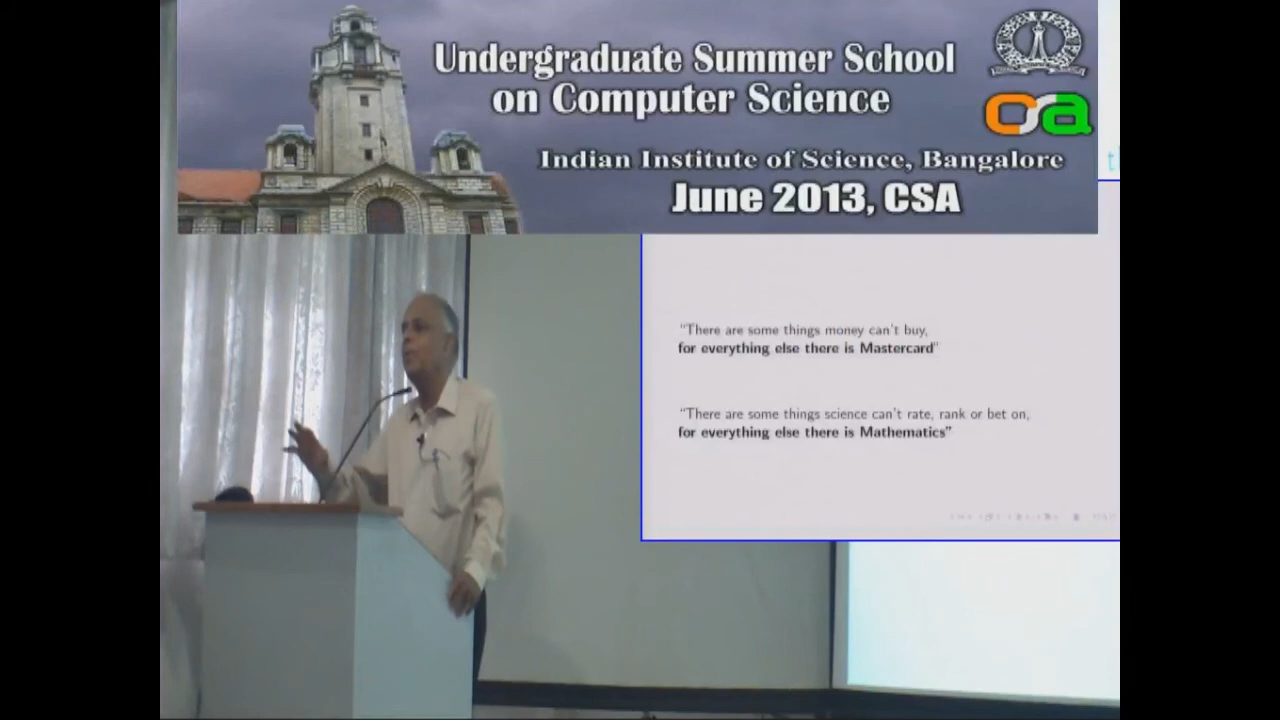 Undergraduate Summer School
on Computer Science
Indian Institute of Science, Bangalore
June 2013, CSA
csa
"There are some things money can't buy,
for everything else there is Mastercard"
"There are some things science can't rate, rank or bet on,
for everything else there is Mathematics"